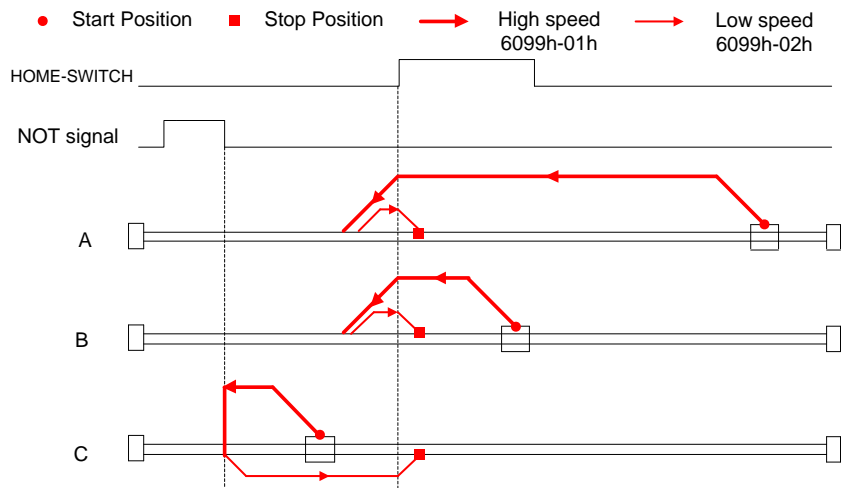 Start Position
Stop Position
High speed
6099h-01h
Low speed
6099h-02h
HOME-SWITCH
NOT signal
A
B
C